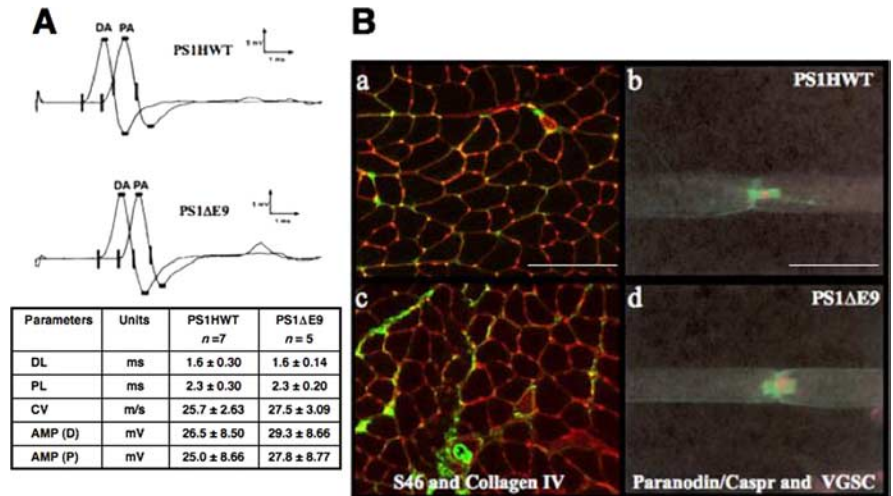 A
DA PA
PS1HWT
5 mV
1 ms
DA PA
PS1ΔE9
5 mV
1 ms
Parameters Units PS1HWT n =7 PS1ΔE9 n = 5
DL ms 1.6 ± 0.30 1.6 ± 0.14
PL ms 2.3 ± 0.30 2.3 ± 0.20
CV m/s 25.7 ± 2.63 27.5 ± 3.09
AMP (D) mV 26.5 ± 8.50 29.3 ± 8.66
AMP (P) mV 25.0 ± 8.66 27.8 ± 8.77
B
a
b PS1HWT
c
S46 and Collagen IV
d PS1ΔE9
Paranodin/Caspr and VGSC